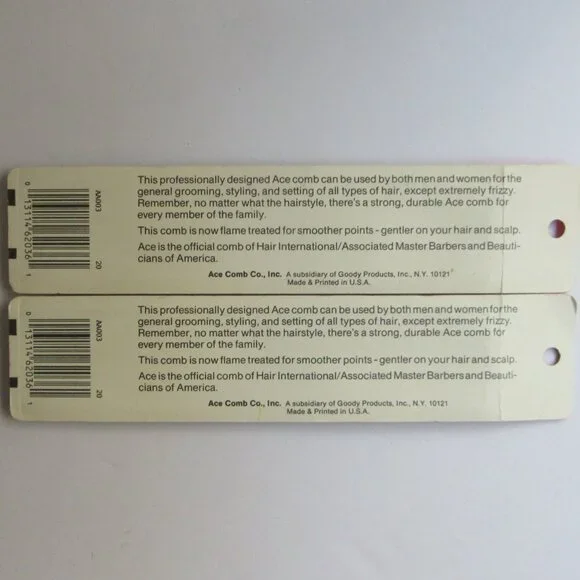 This professionally designed Ace comb can be used by both men and women for the
general grooming, styling, and setting of all types of hair, except extremely frizzy.
Remember, no matter what the hairstyle, there's a strong, durable Ace comb for
every member of the family.
This comb is now flame treated for smoother points - gentler on your hair and scalp.
Ace is the official comb of Hair International/Associated Master Barbers and Beauti-
cians of America.
Ace Comb Co., Inc. A subsidiary of Goody Products, Inc., N.Y. 10121
Made & Printed in U.S.A.
0 13114 62036 1
AA003
20
This professionally designed Ace comb can be used by both men and women for the
general grooming, styling, and setting of all types of hair, except extremely frizzy.
Remember, no matter what the hairstyle, there's a strong, durable Ace comb for
every member of the family.
This comb is now flame treated for smoother points - gentler on your hair and scalp.
Ace is the official comb of Hair International/Associated Master Barbers and Beauti-
cians of America.
Ace Comb Co., Inc. A subsidiary of Goody Products, Inc., N.Y. 10121
Made & Printed in U.S.A.
0 13114 62036 1
AA003
20